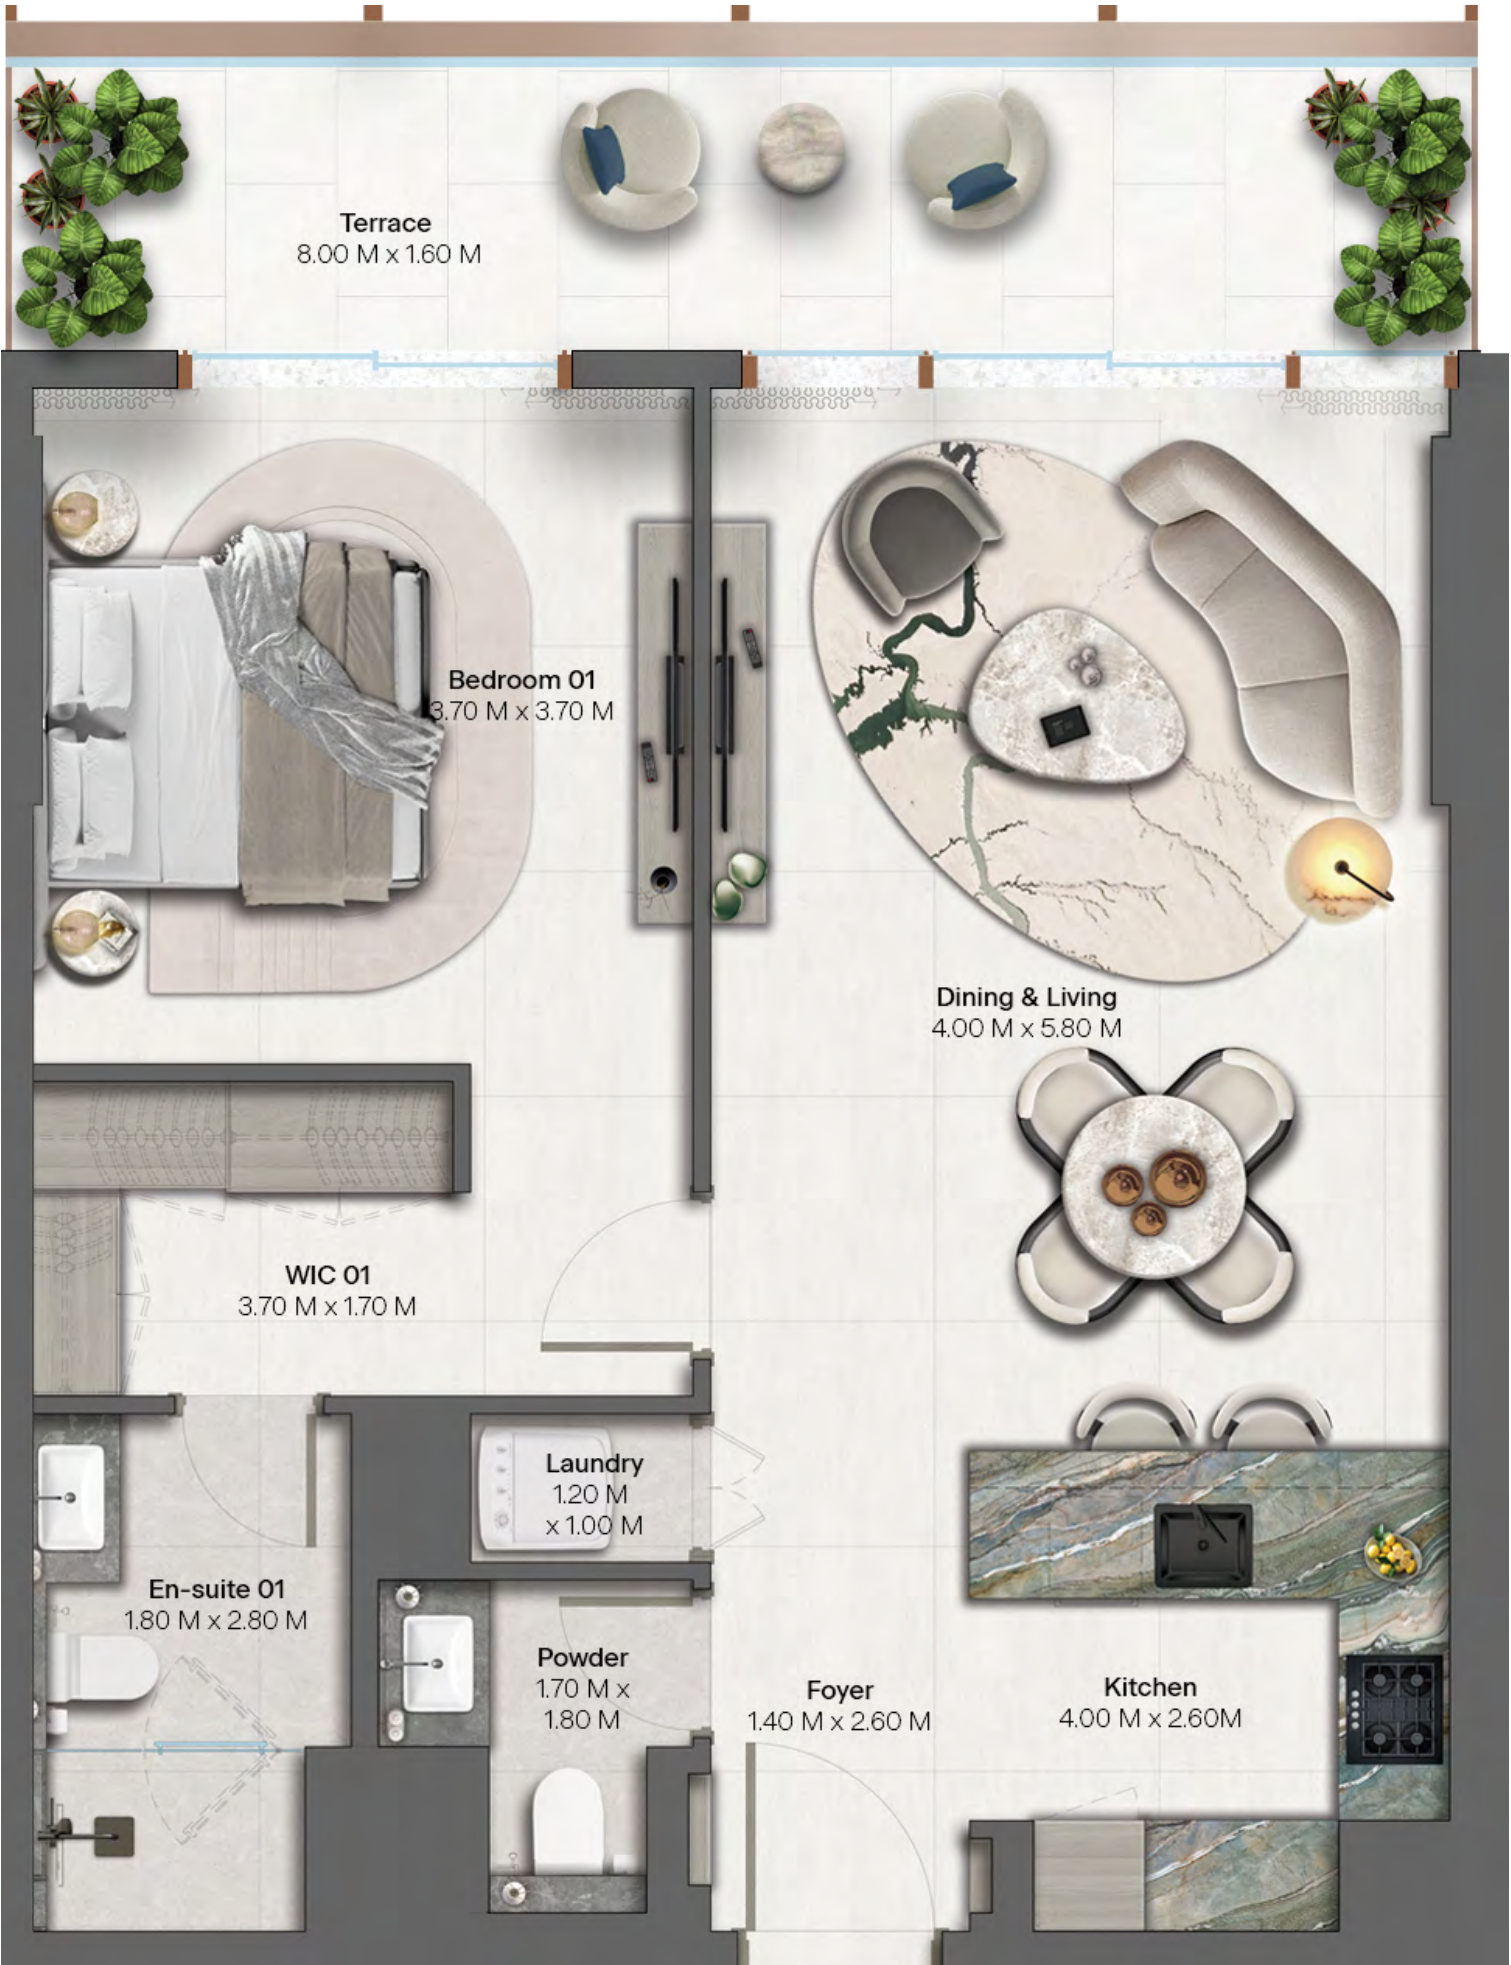 Terrace
8.00 M x 1.60 M
Bedroom 01
3.70 M x 3.70 M
Dining & Living
4.00 M x 5.80 M
WIC 01
3.70 M x 1.70 M
Laundry
1.20 M
x 1.00 M
En-suite 01
1.80 M x 2.80 M
Powder
1.70 M x
1.80 M
Foyer
1.40 M x 2.60 M
Kitchen
4.00 M x 2.60M